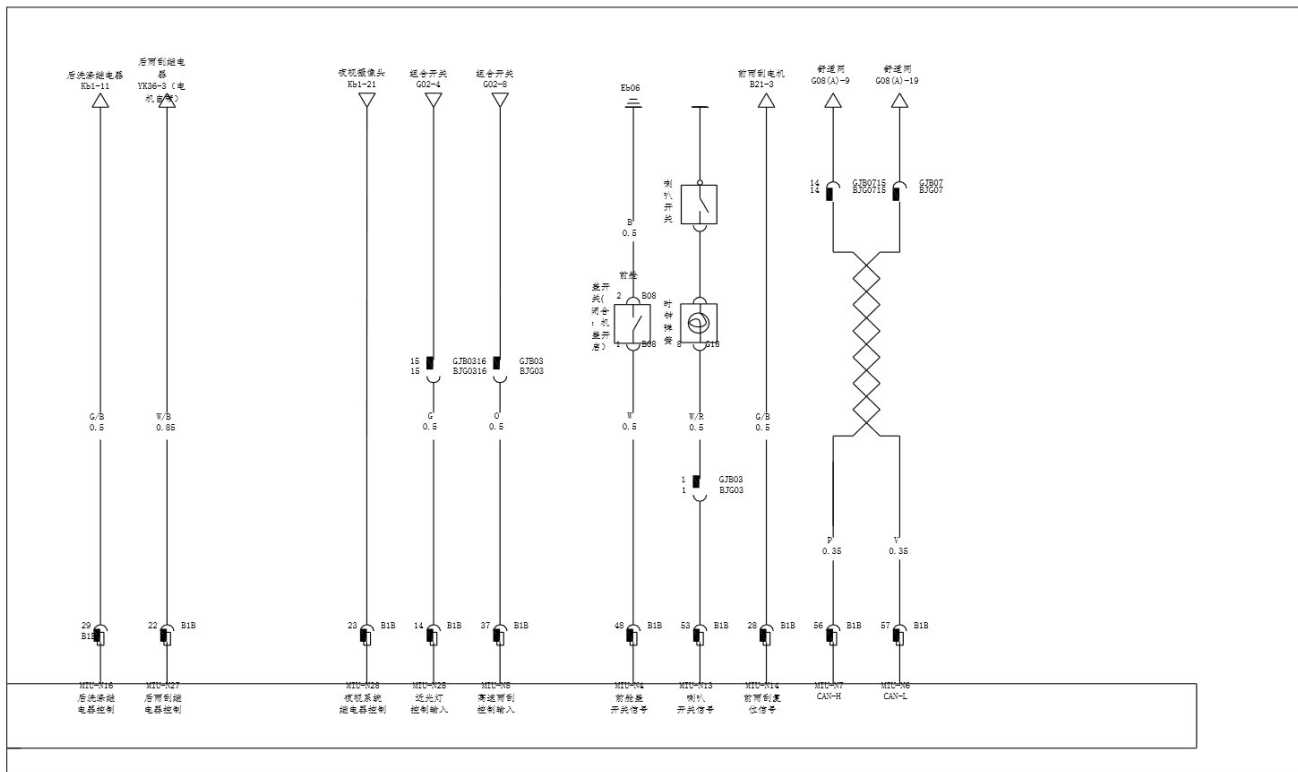 后洗涤继电器
Kb1-11
后雨刮继电
器
YK36-3（电
机自带）
夜视摄像头
Kb1-21
组合开关
G02-4
组合开关
G02-8
Eb06
前雨刮电机
B21-3
舒适网
G08(A)-9
舒适网
G08(A)-19
14 GJB0715
14 BJG0715
GJB07
BJG07
喇
叭
开
关
B
0.5
前舱
盖开
关(
闭合
：机
盖开
启）
2 B08
1 B08
时
钟
弹
簧
8 G18
15 GJB0316
15 BJG0316
GJB03
BJG03
G/B
0.5
W/B
0.85
G
0.5
O
0.5
W
0.5
W/R
0.5
G/B
0.5
1 GJB03
1 BJG03
P
0.35
V
0.35
29
B1B
22 B1B
23 B1B
14 B1B
37 B1B
48 B1B
53 B1B
28 B1B
56 B1B
57 B1B
MIU-N16
后洗涤继
电器控制
MIU-N27
后雨刮继
电器控制
MIU-N26
夜视系统
继电器控制
MIU-N25
近光灯
控制输入
MIU-N5
高速雨刮
控制输入
MIU-N4
前舱盖
开关信号
MIU-N13
喇叭
开关信号
MIU-N14
前雨刮复
位信号
MIU-N7
CAN-H
MIU-N6
CAN-L